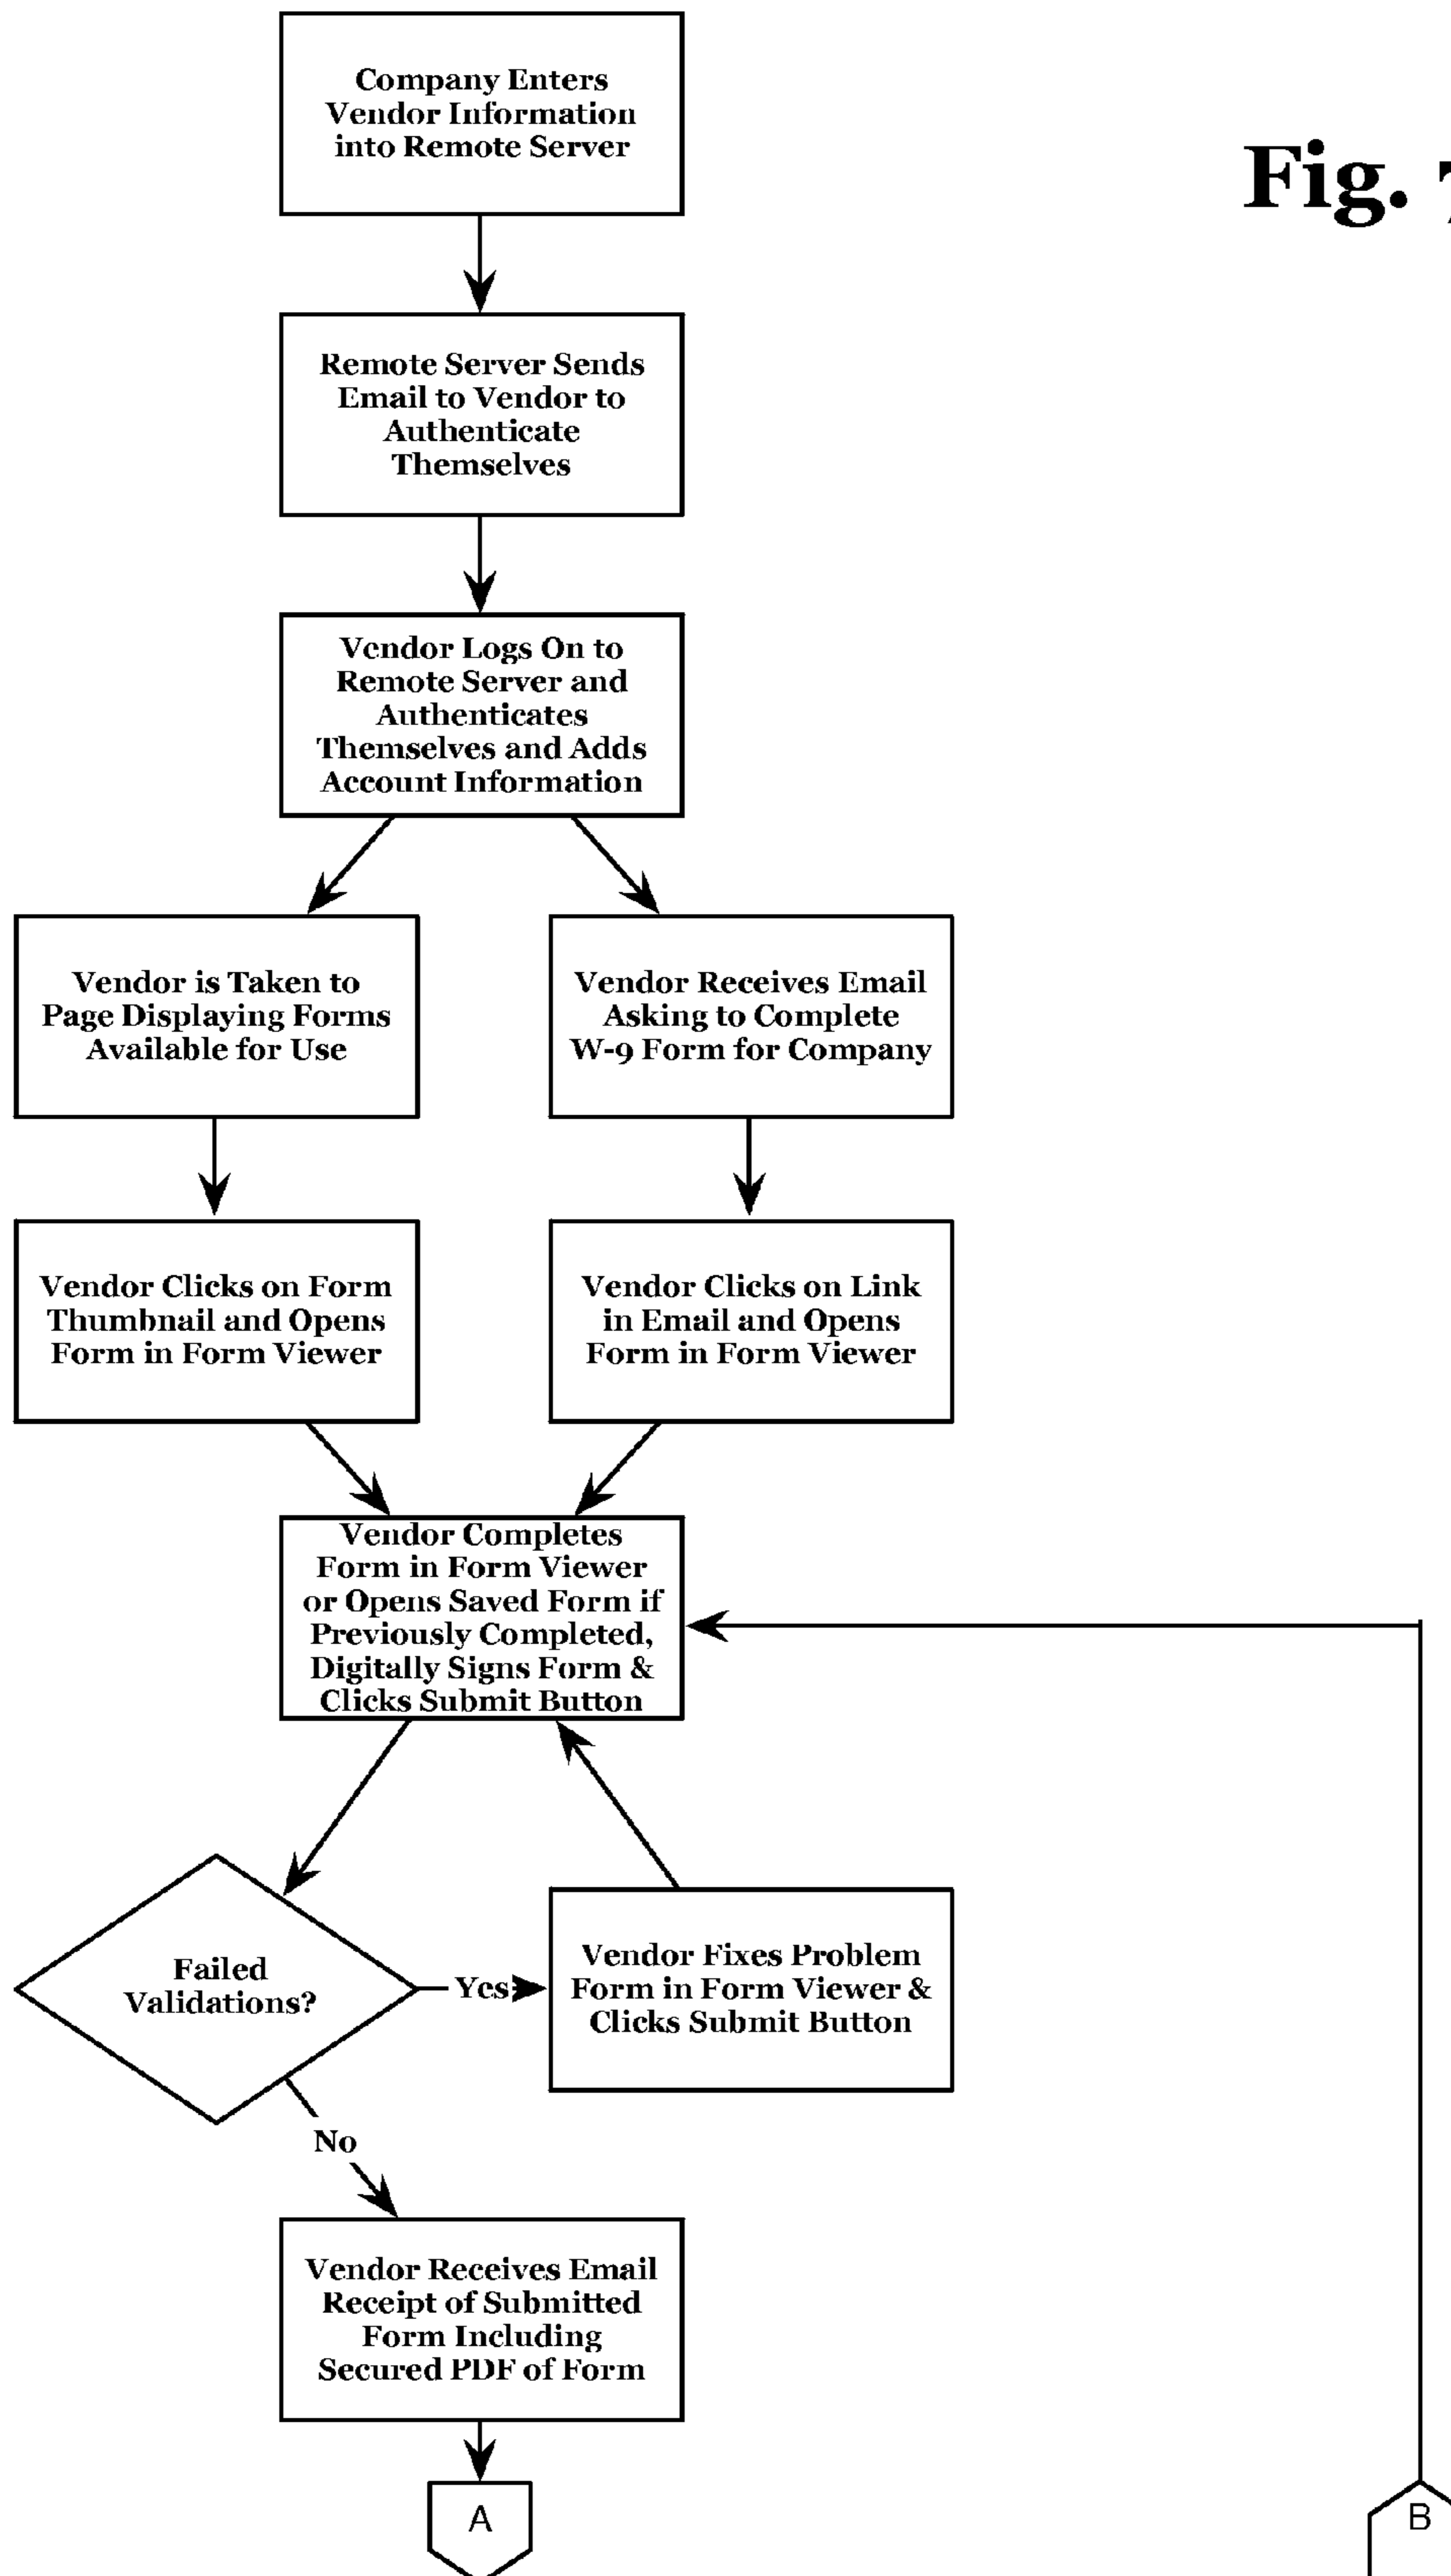 Company Enters
Vendor Information
into Remote Server
Fig. 7
Remote Server Sends
Email to Vendor to
Authenticate
Themselves
Vendor Logs On to
Remote Server and
Authenticates
Themselves and Adds
Account Information
Vendor is Taken to
Page Displaying Forms
Available for Use
Vendor Receives Email
Asking to Complete
W-9 Form for Company
Vendor Clicks on Form
Thumbnail and Opens
Form in Form Viewer
Vendor Clicks on Link
in Email and Opens
Form in Form Viewer
Vendor Completes
Form in Form Viewer
or Opens Saved Form if
Previously Completed,
Digitally Signs Form &
Clicks Submit Button
Failed
Validations?
Yes
Vendor Fixes Problem
Form in Form Viewer &
Clicks Submit Button
No
Vendor Receives Email
Receipt of Submitted
Form Including
Secured PDF of Form
A
B